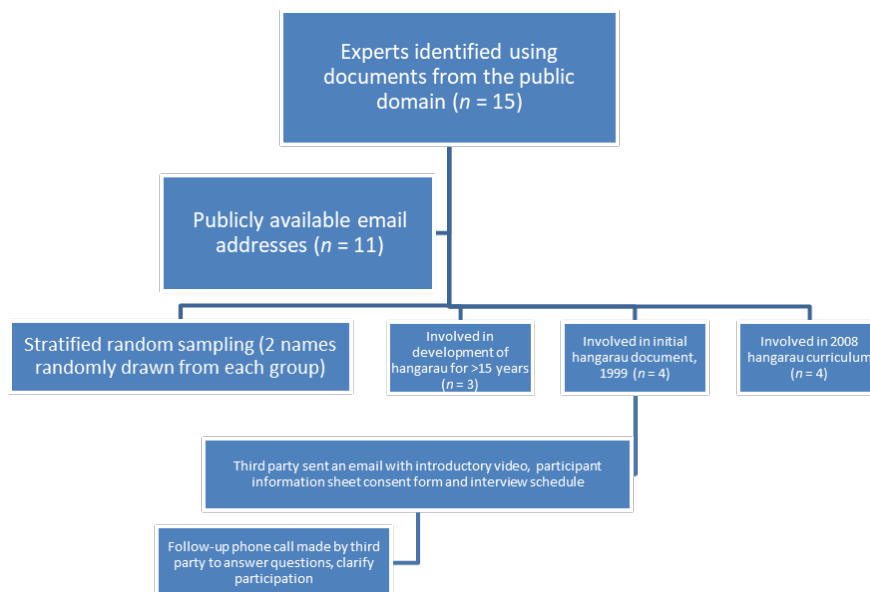 Experts identified using
documents from the public
domain (n = 15)
Publicly available email
addresses (n = 11)
Stratified random sampling (2 names
randomly drawn from each group)
Involved in
development of
hangarau for >15 years
(n = 3)
Involved in initial
hangarau document,
1999 (n = 4)
Involved in 2008
hangarau curriculum
(n = 4)
Third party sent an email with introductory video, participant
information sheet consent form and interview schedule
Follow-up phone call made by third
party to answer questions, clarify
participation